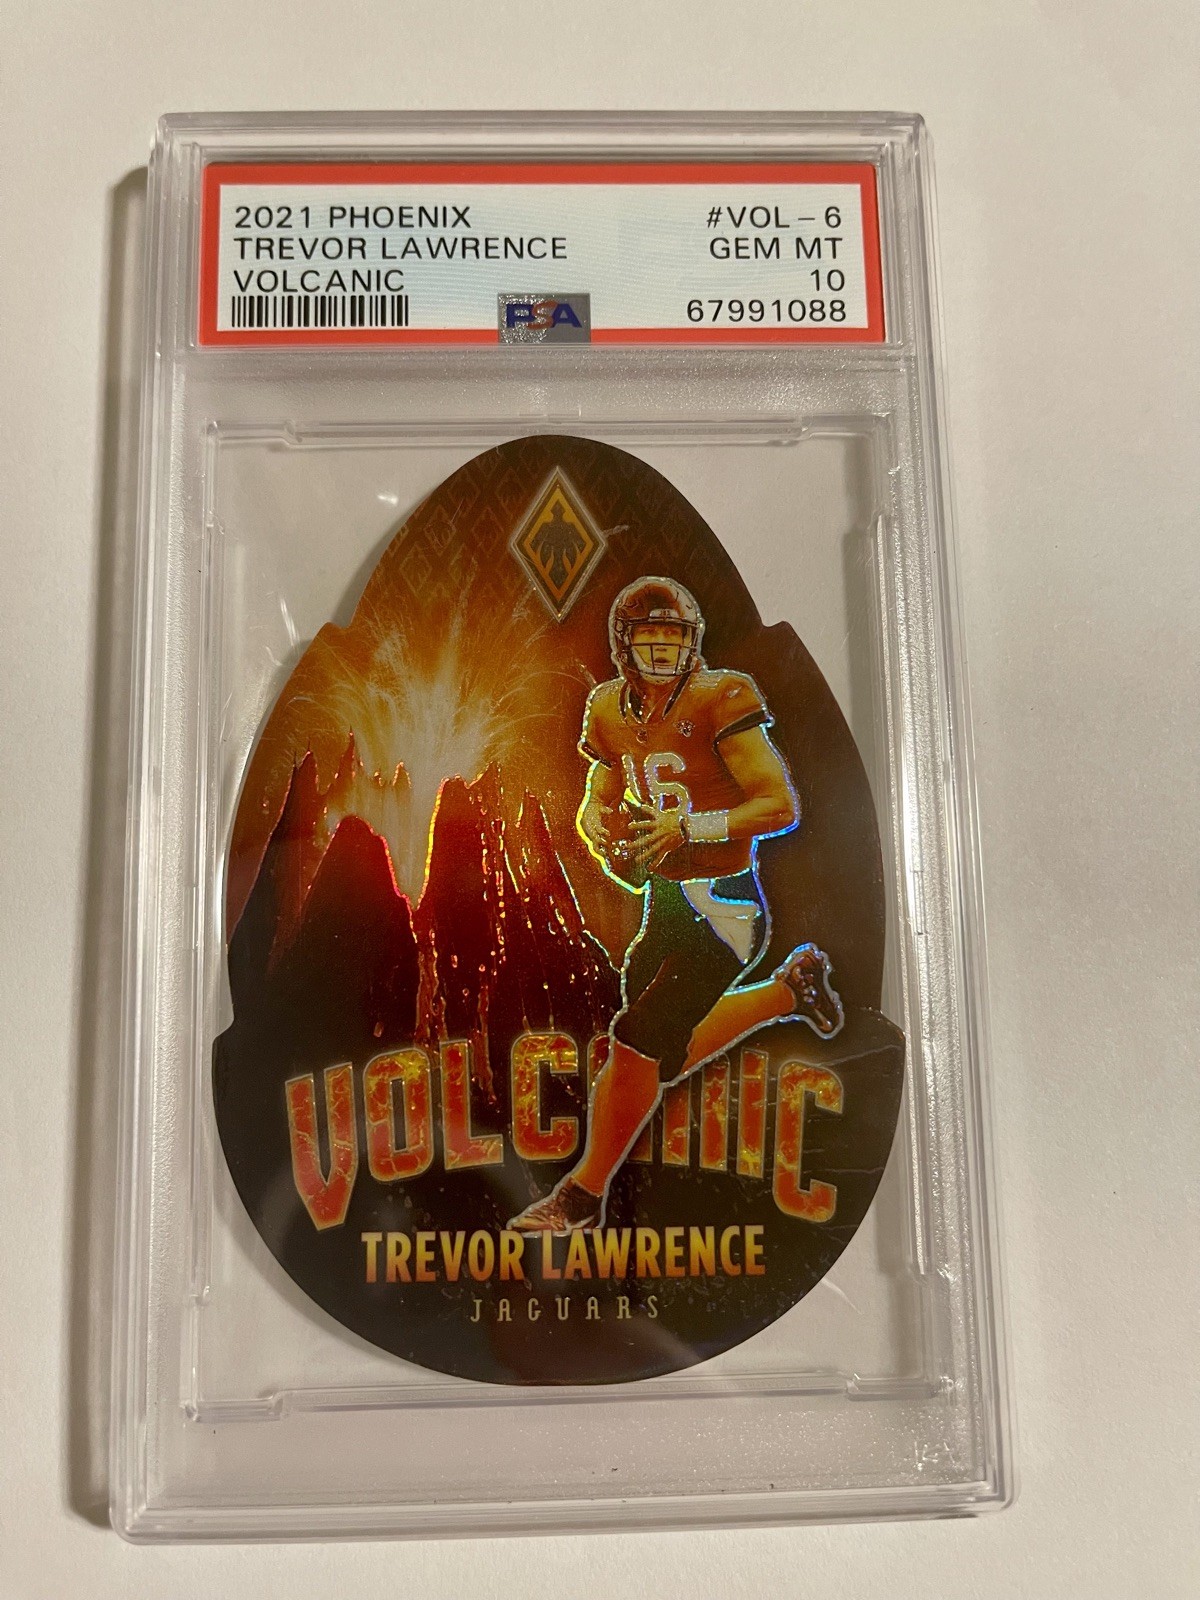 2021 PHOENIX #VOL-6
TREVOR LAWRENCE GEM MT
VOLCANIC 10
PSA 67991088
16
VOLCANIC
TREVOR LAWRENCE
JAGUARS